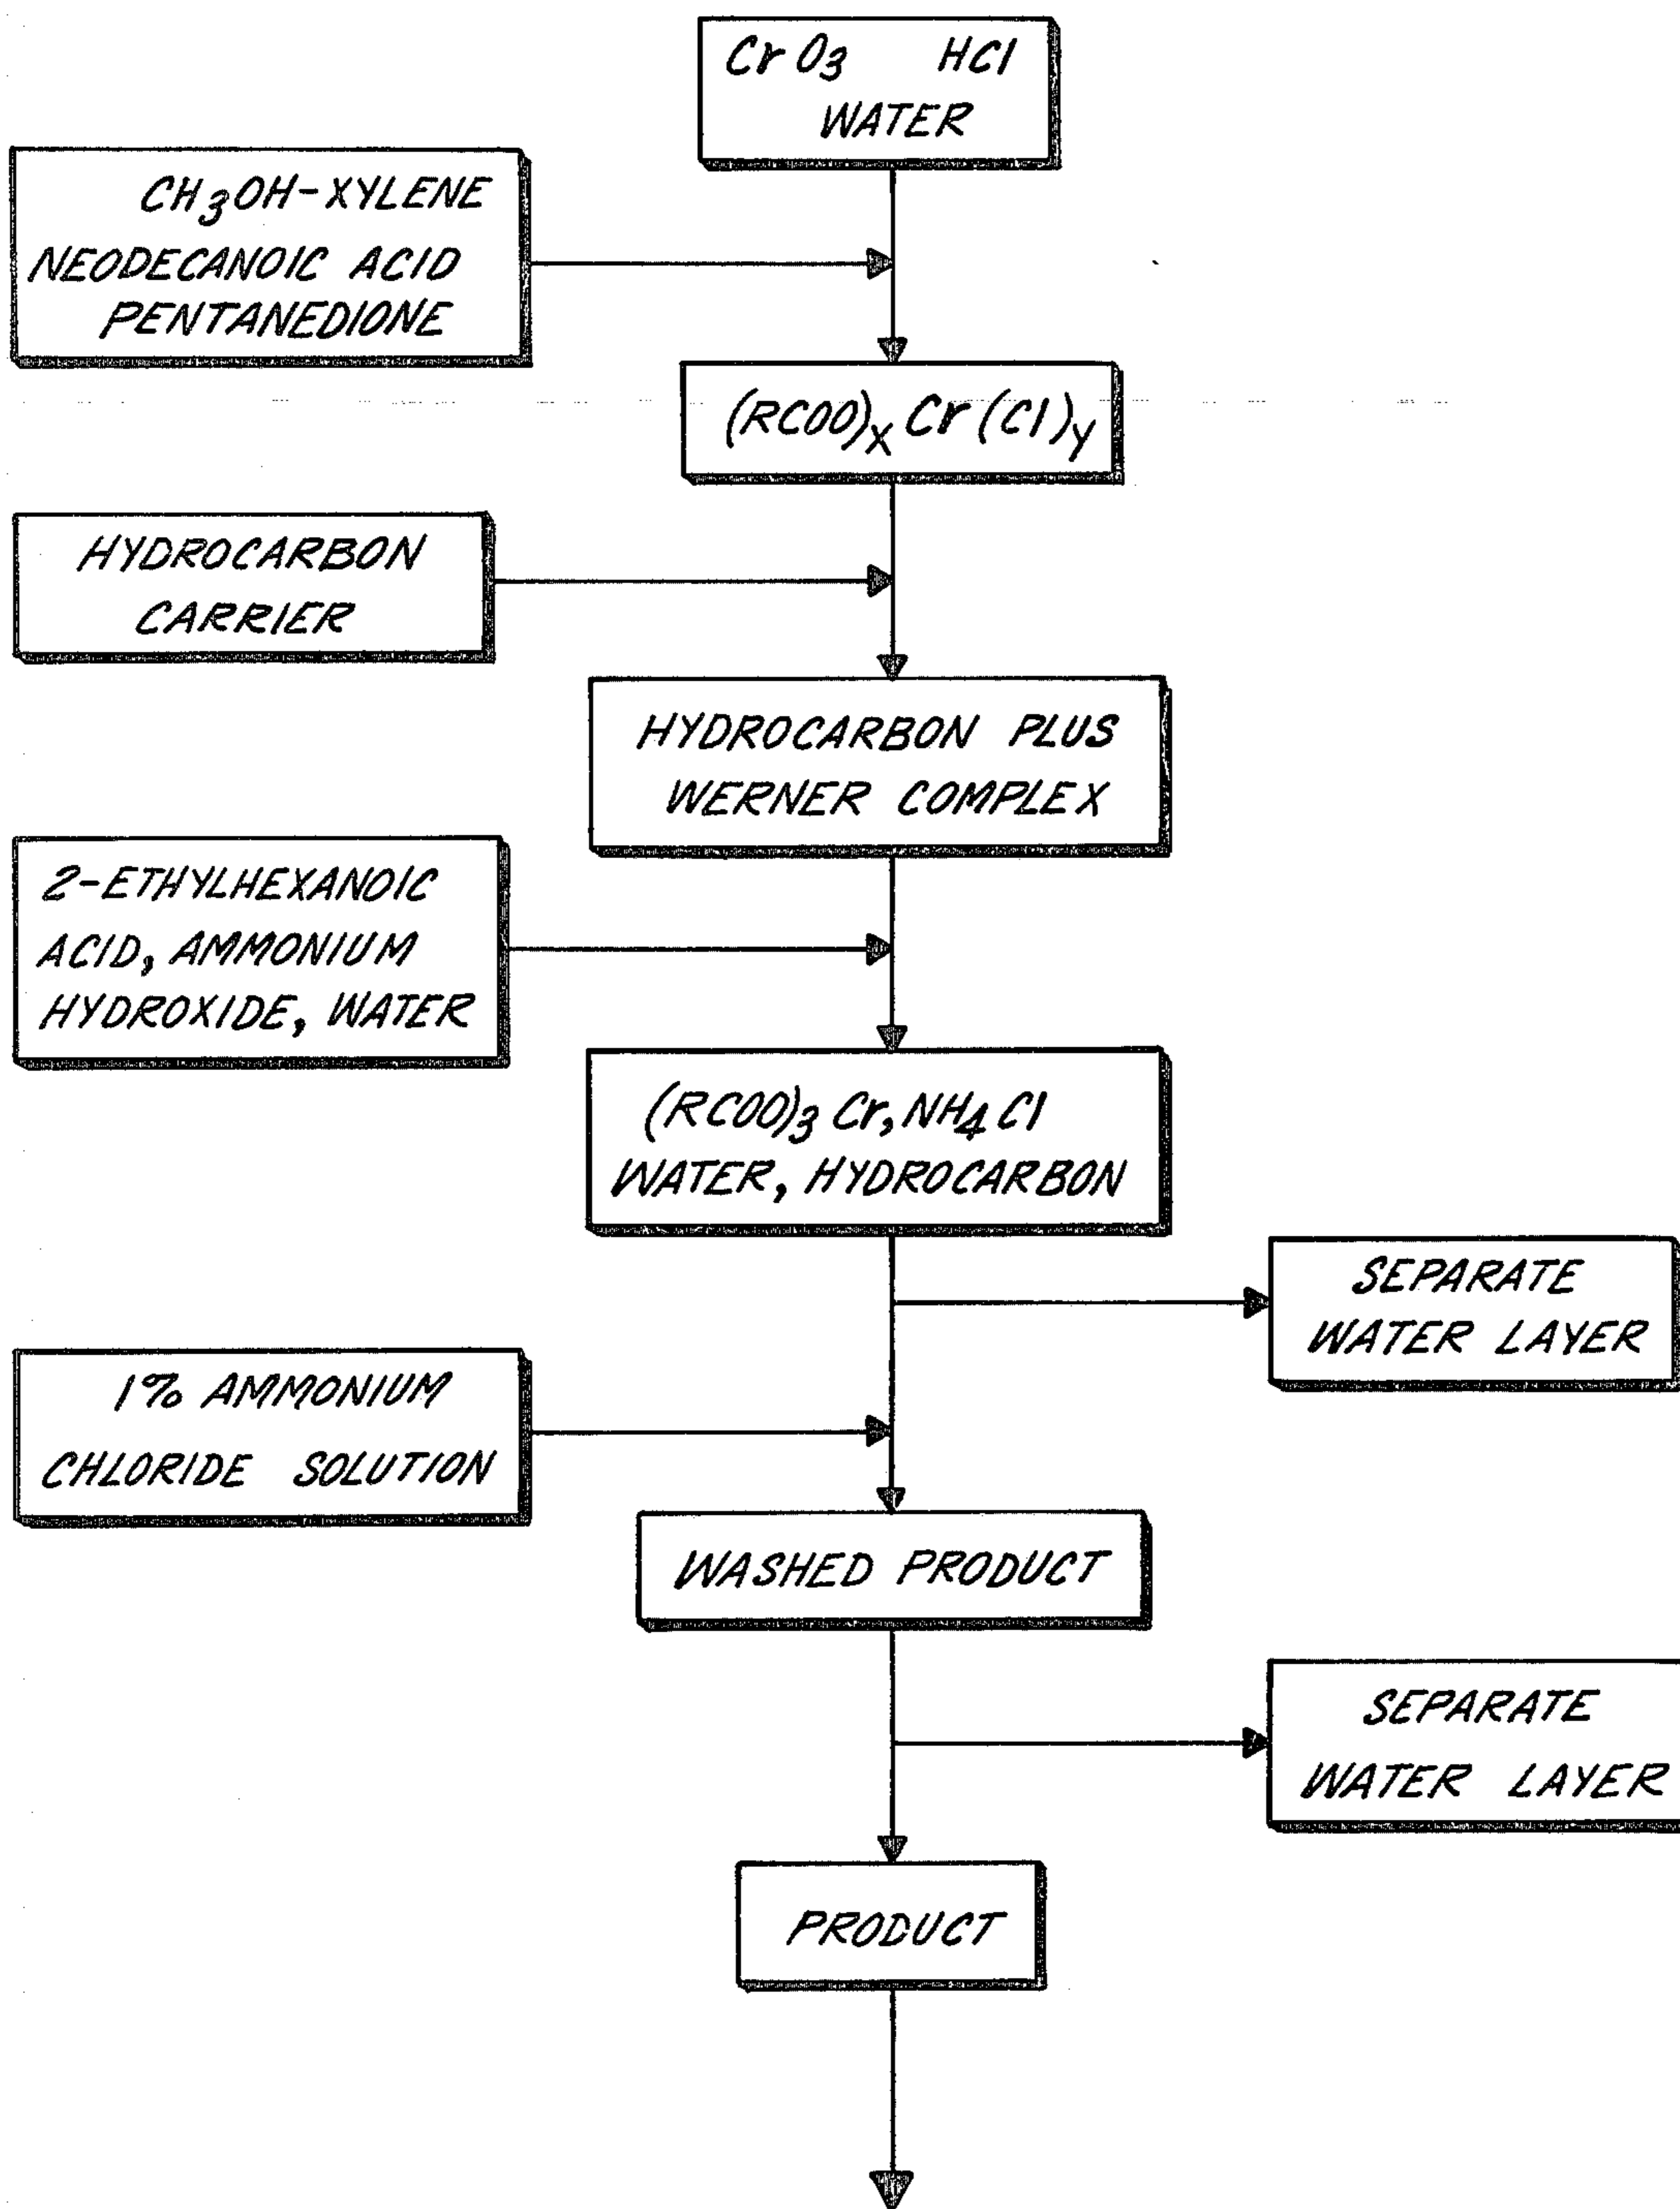 CrO3 HCl
WATER
CH3OH-XYLENE
NEODECANOIC ACID
PENTANEDIONE
(RCOO)X Cr (Cl)Y
HYDROCARBON
CARRIER
HYDROCARBON PLUS
WERNER COMPLEX
2-ETHYLHEXANOIC
ACID, AMMONIUM
HYDROXIDE, WATER
(RCOO)3 Cr, NH4 Cl
WATER, HYDROCARBON
SEPARATE
WATER LAYER
1% AMMONIUM
CHLORIDE SOLUTION
WASHED PRODUCT
SEPARATE
WATER LAYER
PRODUCT